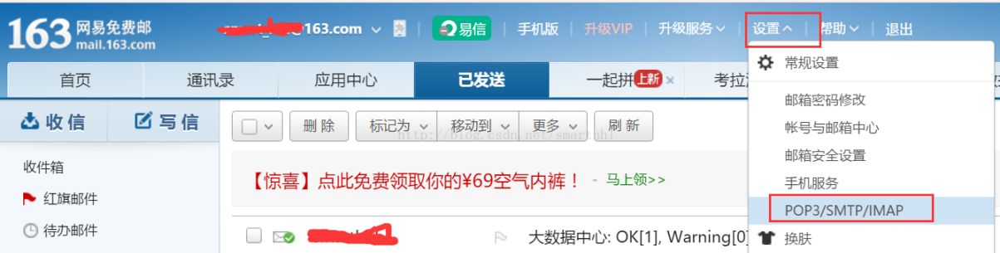 163 网易免费邮
mail.163.com
@163.com
易信
手机版
升级VIP
升级服务
设置
帮助
退出
首页
通讯录
应用中心
已发送
一起拼
上新
收信
写信
删 除
标记为
移动到
更多
刷 新
http://blog.csdn.net/smarthhl
收件箱
【惊喜】点此免费领取你的¥69空气内裤！ - 马上领>>
红旗邮件
待办邮件
大数据中心: OK[1], Warning[0]
常规设置
邮箱密码修改
帐号与邮箱中心
邮箱安全设置
手机服务
POP3/SMTP/IMAP
换肤